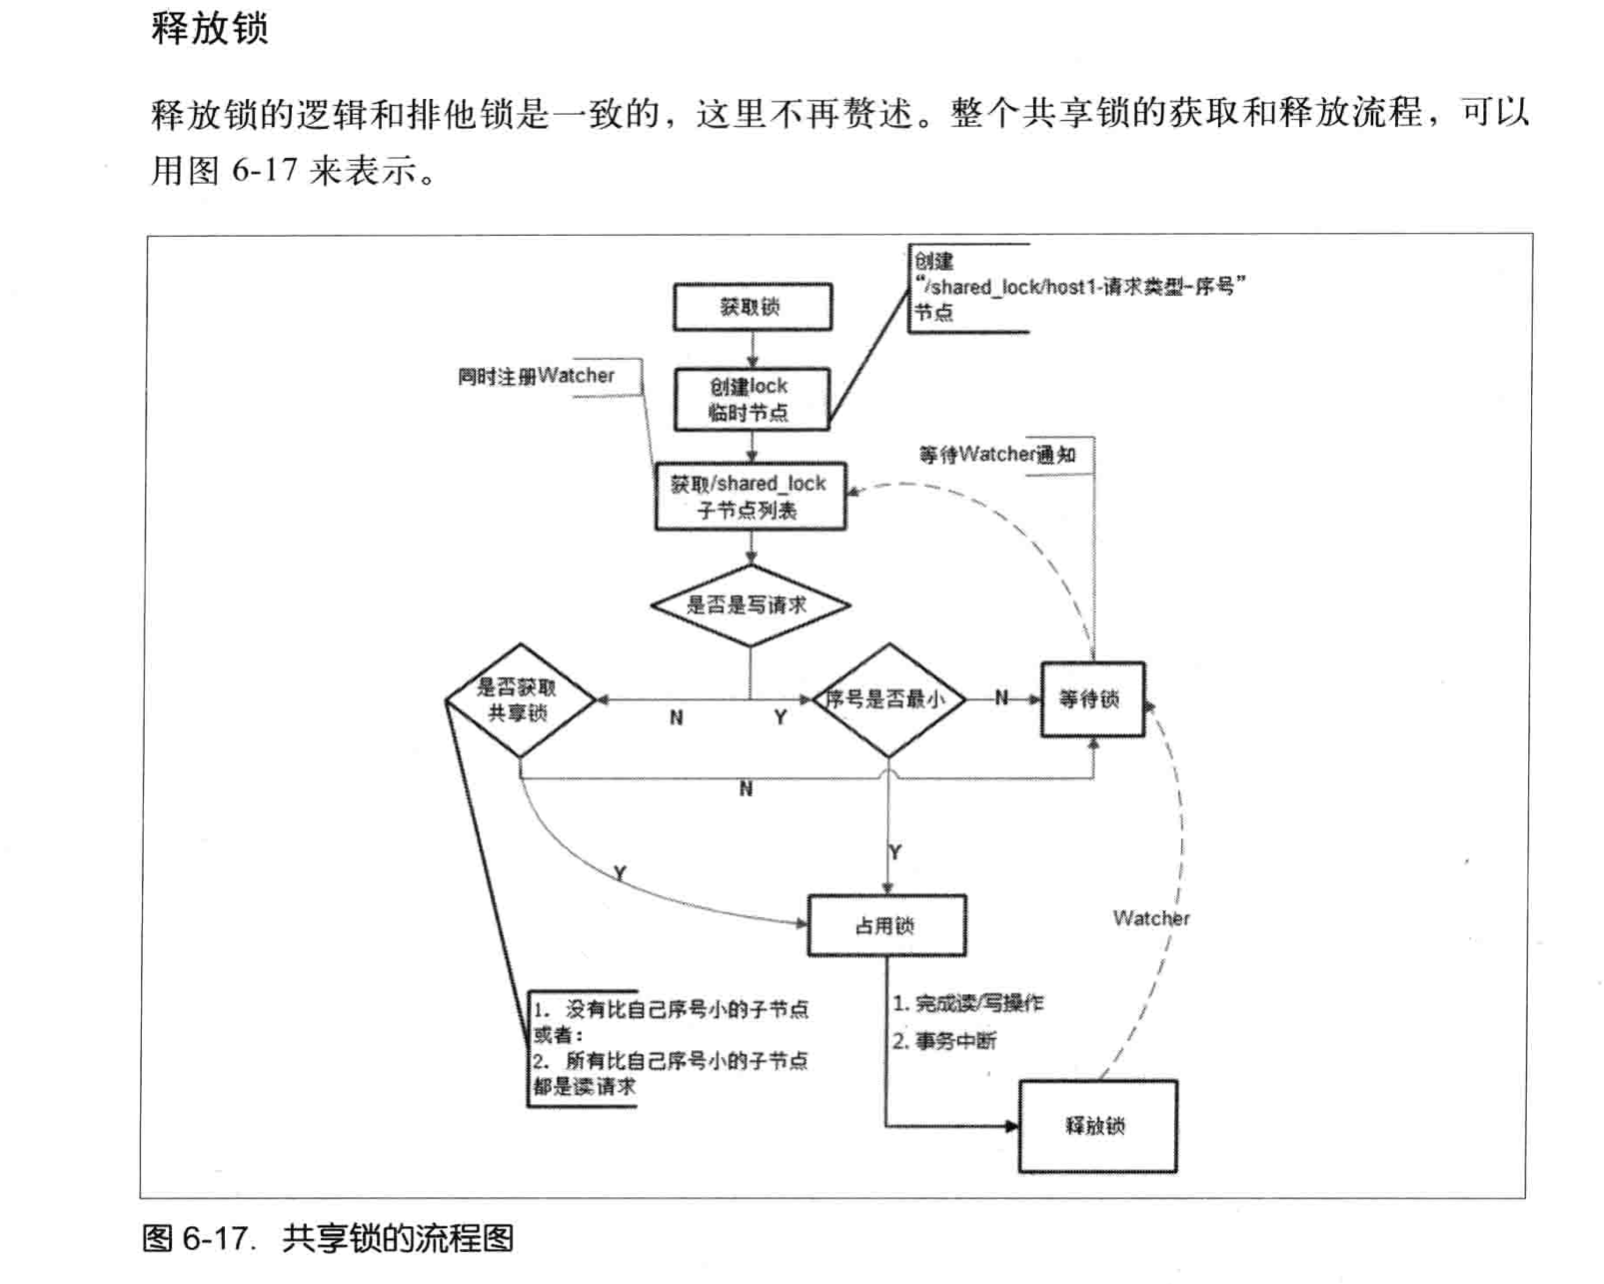 释放锁
释放锁的逻辑和排他锁是一致的，这里不再赘述。整个共享锁的获取和释放流程，可以
用图 6-17 来表示。
创建
“/shared_lock/host1-请求类型-序号”
节点
获取锁
同时注册Watcher
创建lock
临时节点
等待Watcher通知
获取/shared_lock
子节点列表
是否是写请求
是否获取
共享锁
N
Y
序号是否最小
N
等待锁
N
Y
Y
占用锁
Watcher
1. 没有比自己序号小的子节点
或者：
2. 所有比自己序号小的子节点
都是读请求
1. 完成读/写操作
2. 事务中断
释放锁
图 6-17. 共享锁的流程图